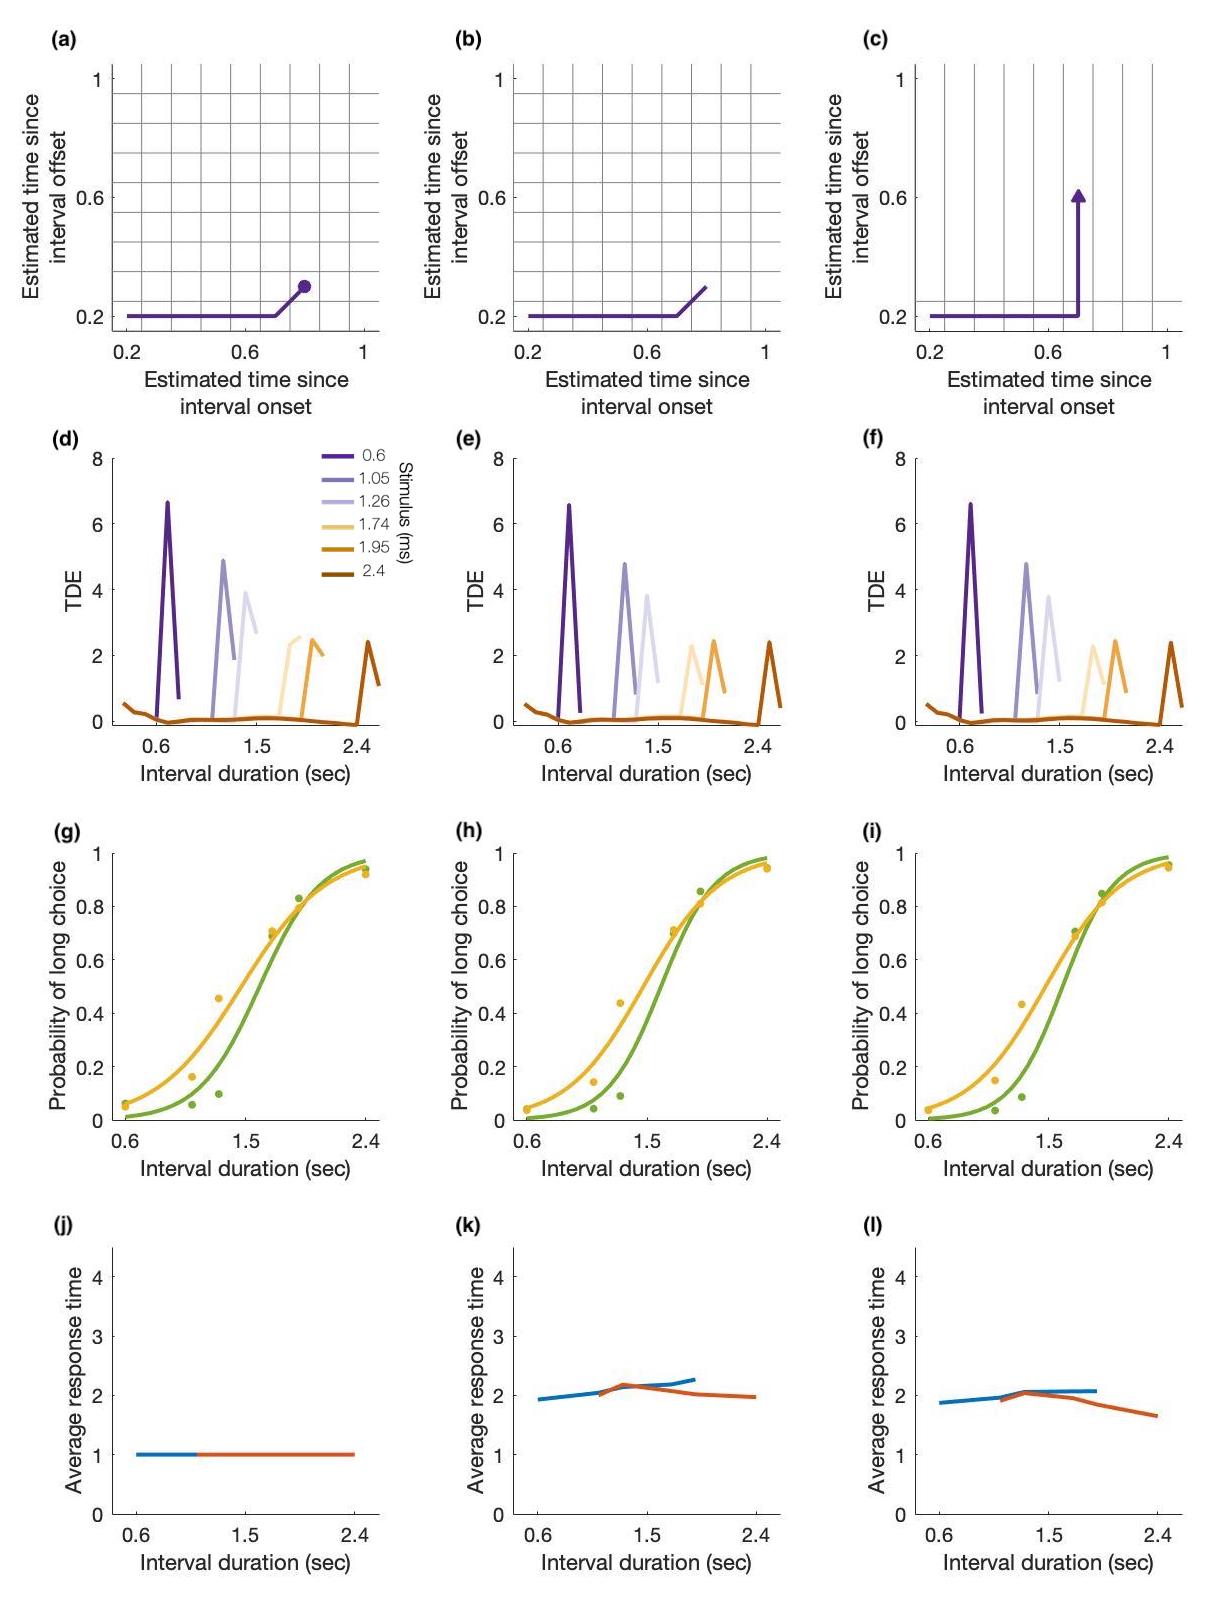 (a)
(b)
(c)
Estimated time since
interval offset
1
0.6
0.2
0.2 0.6 1
Estimated time since
interval onset
Estimated time since
interval offset
1
0.6
0.2
0.2 0.6 1
Estimated time since
interval onset
Estimated time since
interval offset
1
0.6
0.2
0.2 0.6 1
Estimated time since
interval onset
(d)
(e)
(f)
TDE
8
6
4
2
0
0.6 1.5 2.4
Interval duration (sec)
0.6
1.05
1.26
1.74
1.95
2.4
Stimulus (ms)
TDE
8
6
4
2
0
0.6 1.5 2.4
Interval duration (sec)
TDE
8
6
4
2
0
0.6 1.5 2.4
Interval duration (sec)
(g)
(h)
(i)
Probability of long choice
1
0.8
0.6
0.4
0.2
0
0.6 1.5 2.4
Interval duration (sec)
Probability of long choice
1
0.8
0.6
0.4
0.2
0
0.6 1.5 2.4
Interval duration (sec)
Probability of long choice
1
0.8
0.6
0.4
0.2
0
0.6 1.5 2.4
Interval duration (sec)
(j)
(k)
(l)
Average response time
4
3
2
1
0
0.6 1.5 2.4
Interval duration (sec)
Average response time
4
3
2
1
0
0.6 1.5 2.4
Interval duration (sec)
Average response time
4
3
2
1
0
0.6 1.5 2.4
Interval duration (sec)